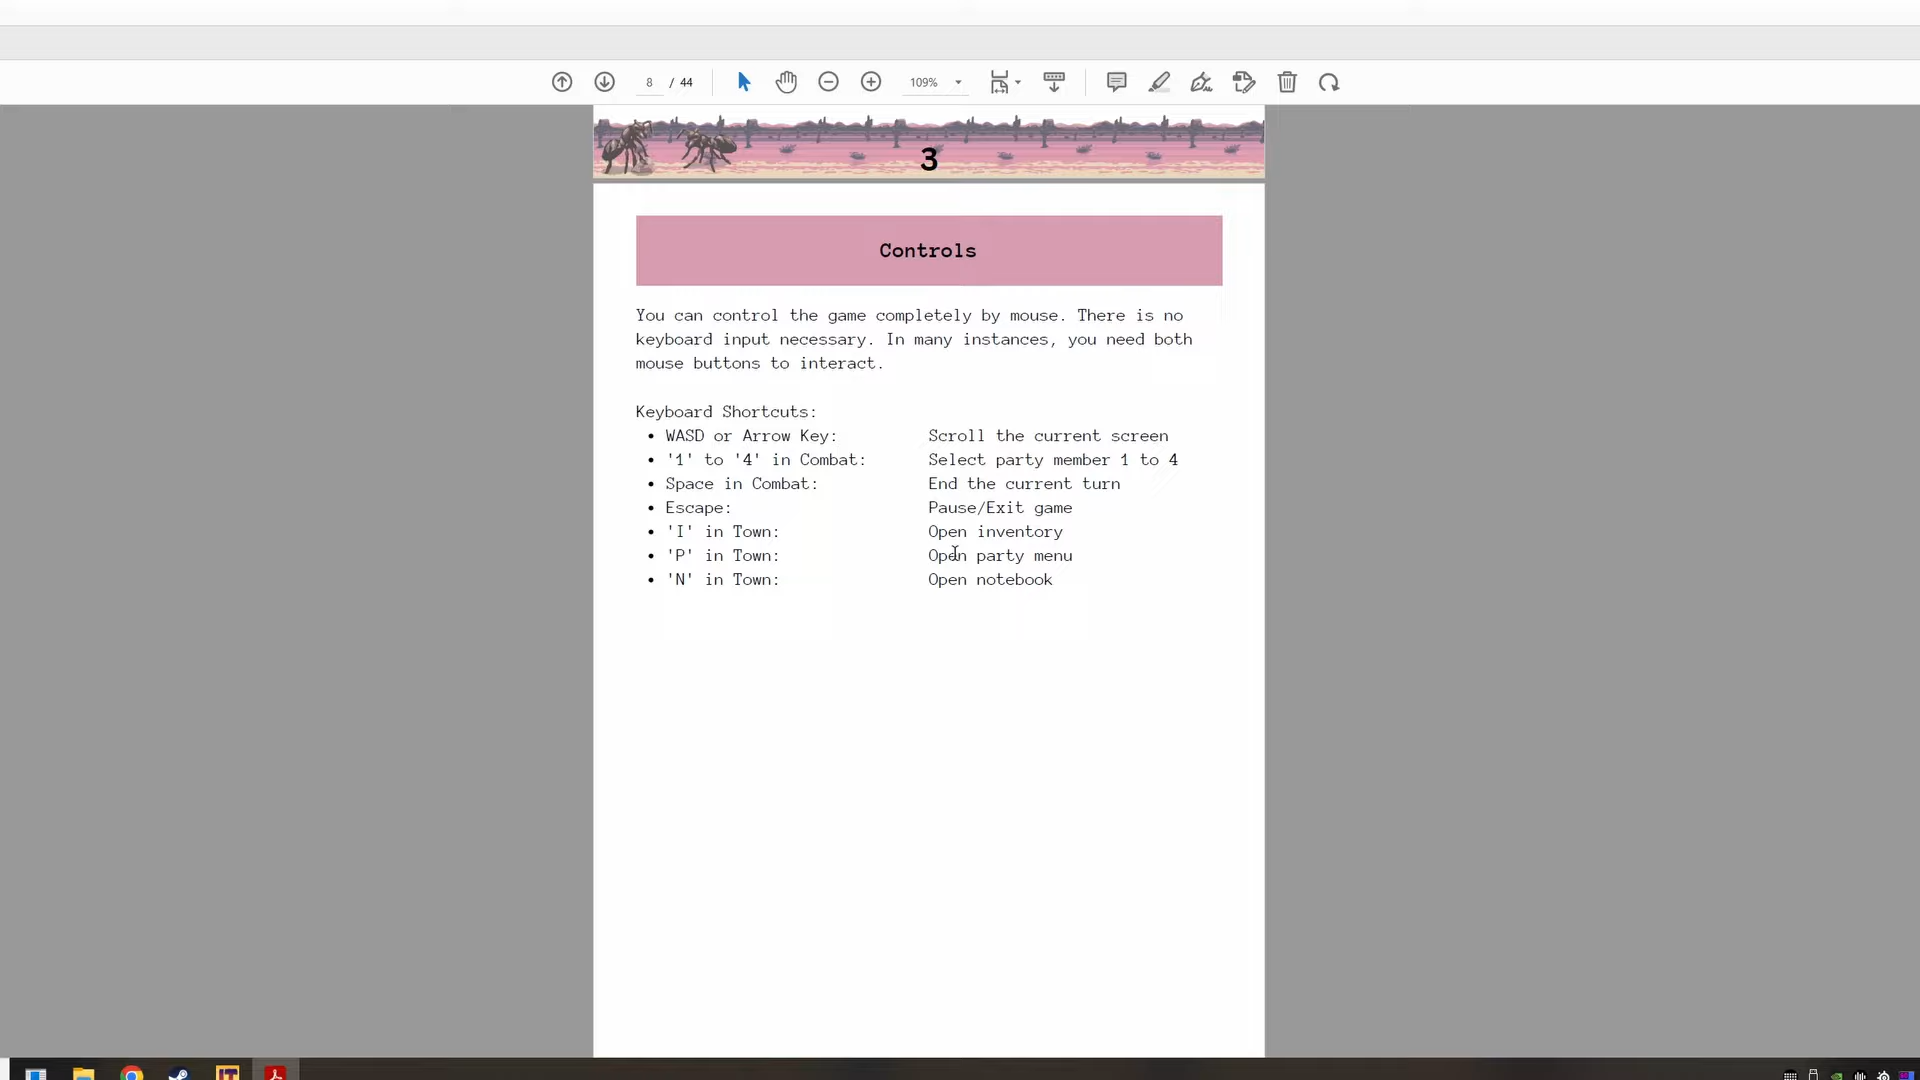 8 / 44
109%
3
Controls
You can control the game completely by mouse. There is no
keyboard input necessary. In many instances, you need both
mouse buttons to interact.
Keyboard Shortcuts:
• WASD or Arrow Key: Scroll the current screen
• '1' to '4' in Combat: Select party member 1 to 4
• Space in Combat: End the current turn
• Escape: Pause/Exit game
• 'I' in Town: Open inventory
• 'P' in Town: Open party menu
• 'N' in Town: Open notebook